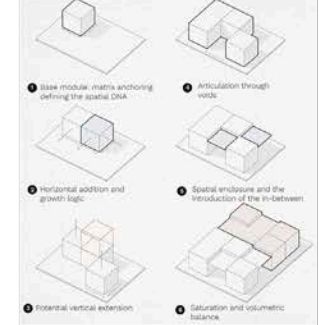 1 Base module: matrix anchoring
defining the spatial DNA
4 Articulation through
voids
2 Horizontal addition and
growth logic
5 Spatial enclosure and the
introduction of the in-between.
3 Potential vertical extension
6 Saturation and volumetric
balance.